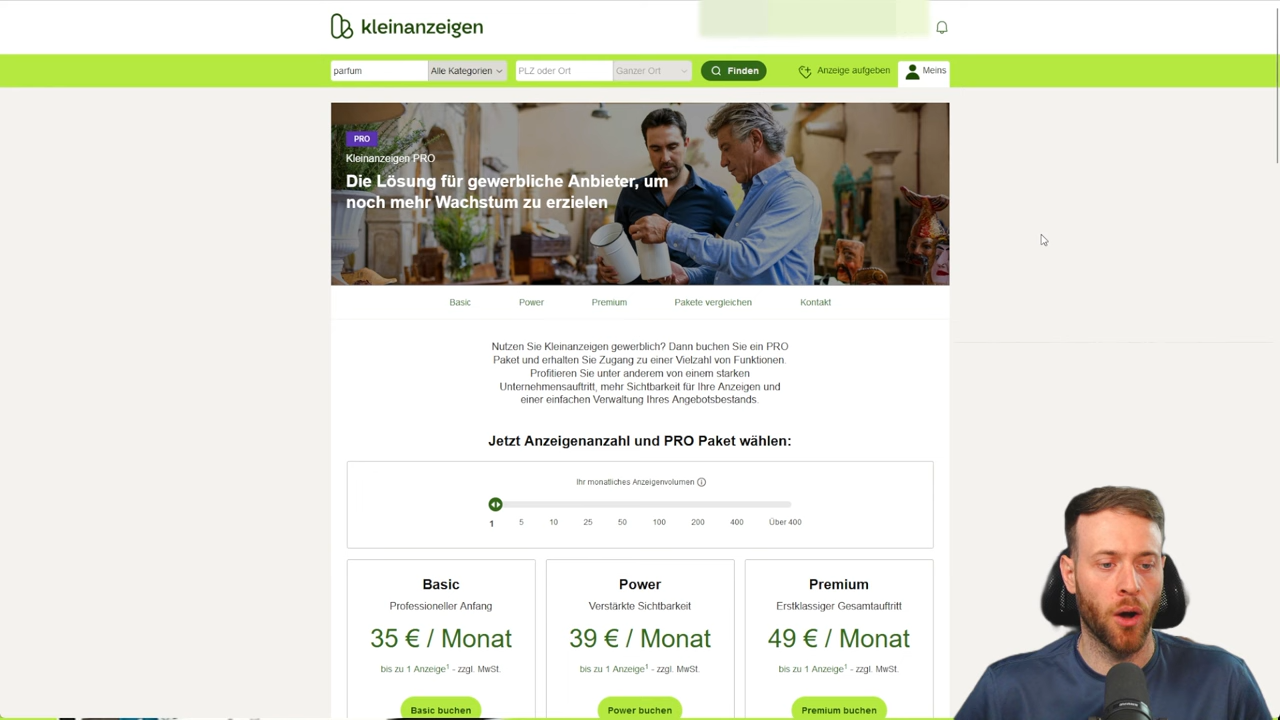 kleinanzeigen
parfum
Alle Kategorien
PLZ oder Ort
Ganzer Ort
Finden
Anzeige aufgeben
Meins
PRO
Kleinanzeigen PRO
Die Lösung für gewerbliche Anbieter, um
noch mehr Wachstum zu erzielen
Basic
Power
Premium
Pakete vergleichen
Kontakt
Nutzen Sie Kleinanzeigen gewerblich? Dann buchen Sie ein PRO
Paket und erhalten Sie Zugang zu einer Vielzahl von Funktionen.
Profitieren Sie unter anderem von einem starken
Unternehmensauftritt, mehr Sichtbarkeit für Ihre Anzeigen und
einer einfachen Verwaltung Ihres Angebotsbestands.
Jetzt Anzeigenanzahl und PRO Paket wählen:
Ihr monatliches Anzeigenvolumen
1 5 10 25 50 100 200 400 Über 400
Basic
Professioneller Anfang
35 € / Monat
bis zu 1 Anzeige¹ - zzgl. MwSt.
Basic buchen
Power
Verstärkte Sichtbarkeit
39 € / Monat
bis zu 1 Anzeige¹ - zzgl. MwSt.
Power buchen
Premium
Erstklassiger Gesamtauftritt
49 € / Monat
bis zu 1 Anzeige¹ - zzgl. MwSt.
Premium buchen